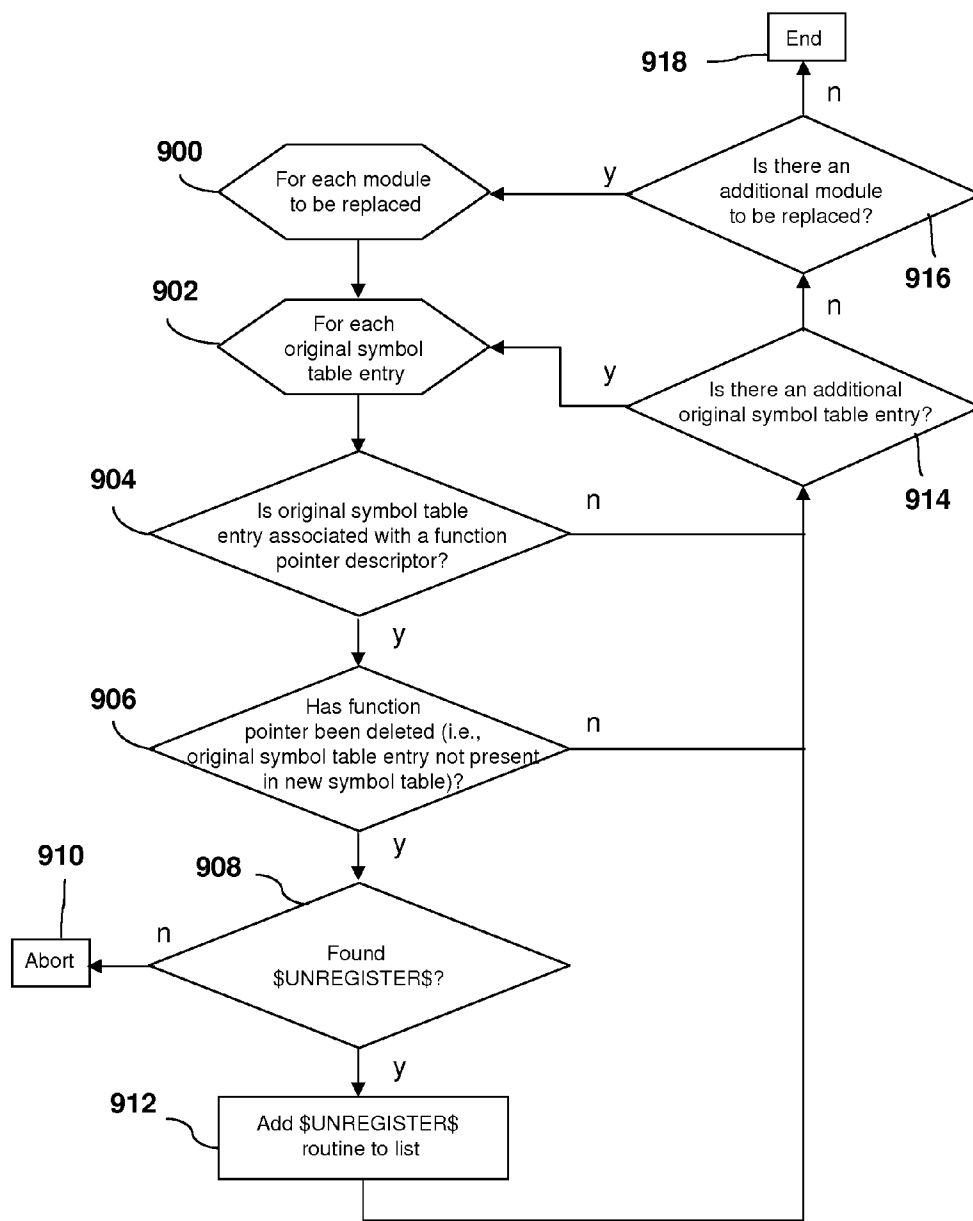 End
918
n
900
For each module
to be replaced
y
Is there an
additional module
to be replaced?
916
902
For each
original symbol
table entry
n
y
Is there an additional
original symbol table entry?
914
904
Is original symbol table
entry associated with a function
pointer descriptor?
n
y
906
Has function
pointer been deleted (i.e.,
original symbol table entry not present
in new symbol table)?
n
y
910
908
n
Abort
Found
$UNREGISTER$?
y
912
Add $UNREGISTER$
routine to list